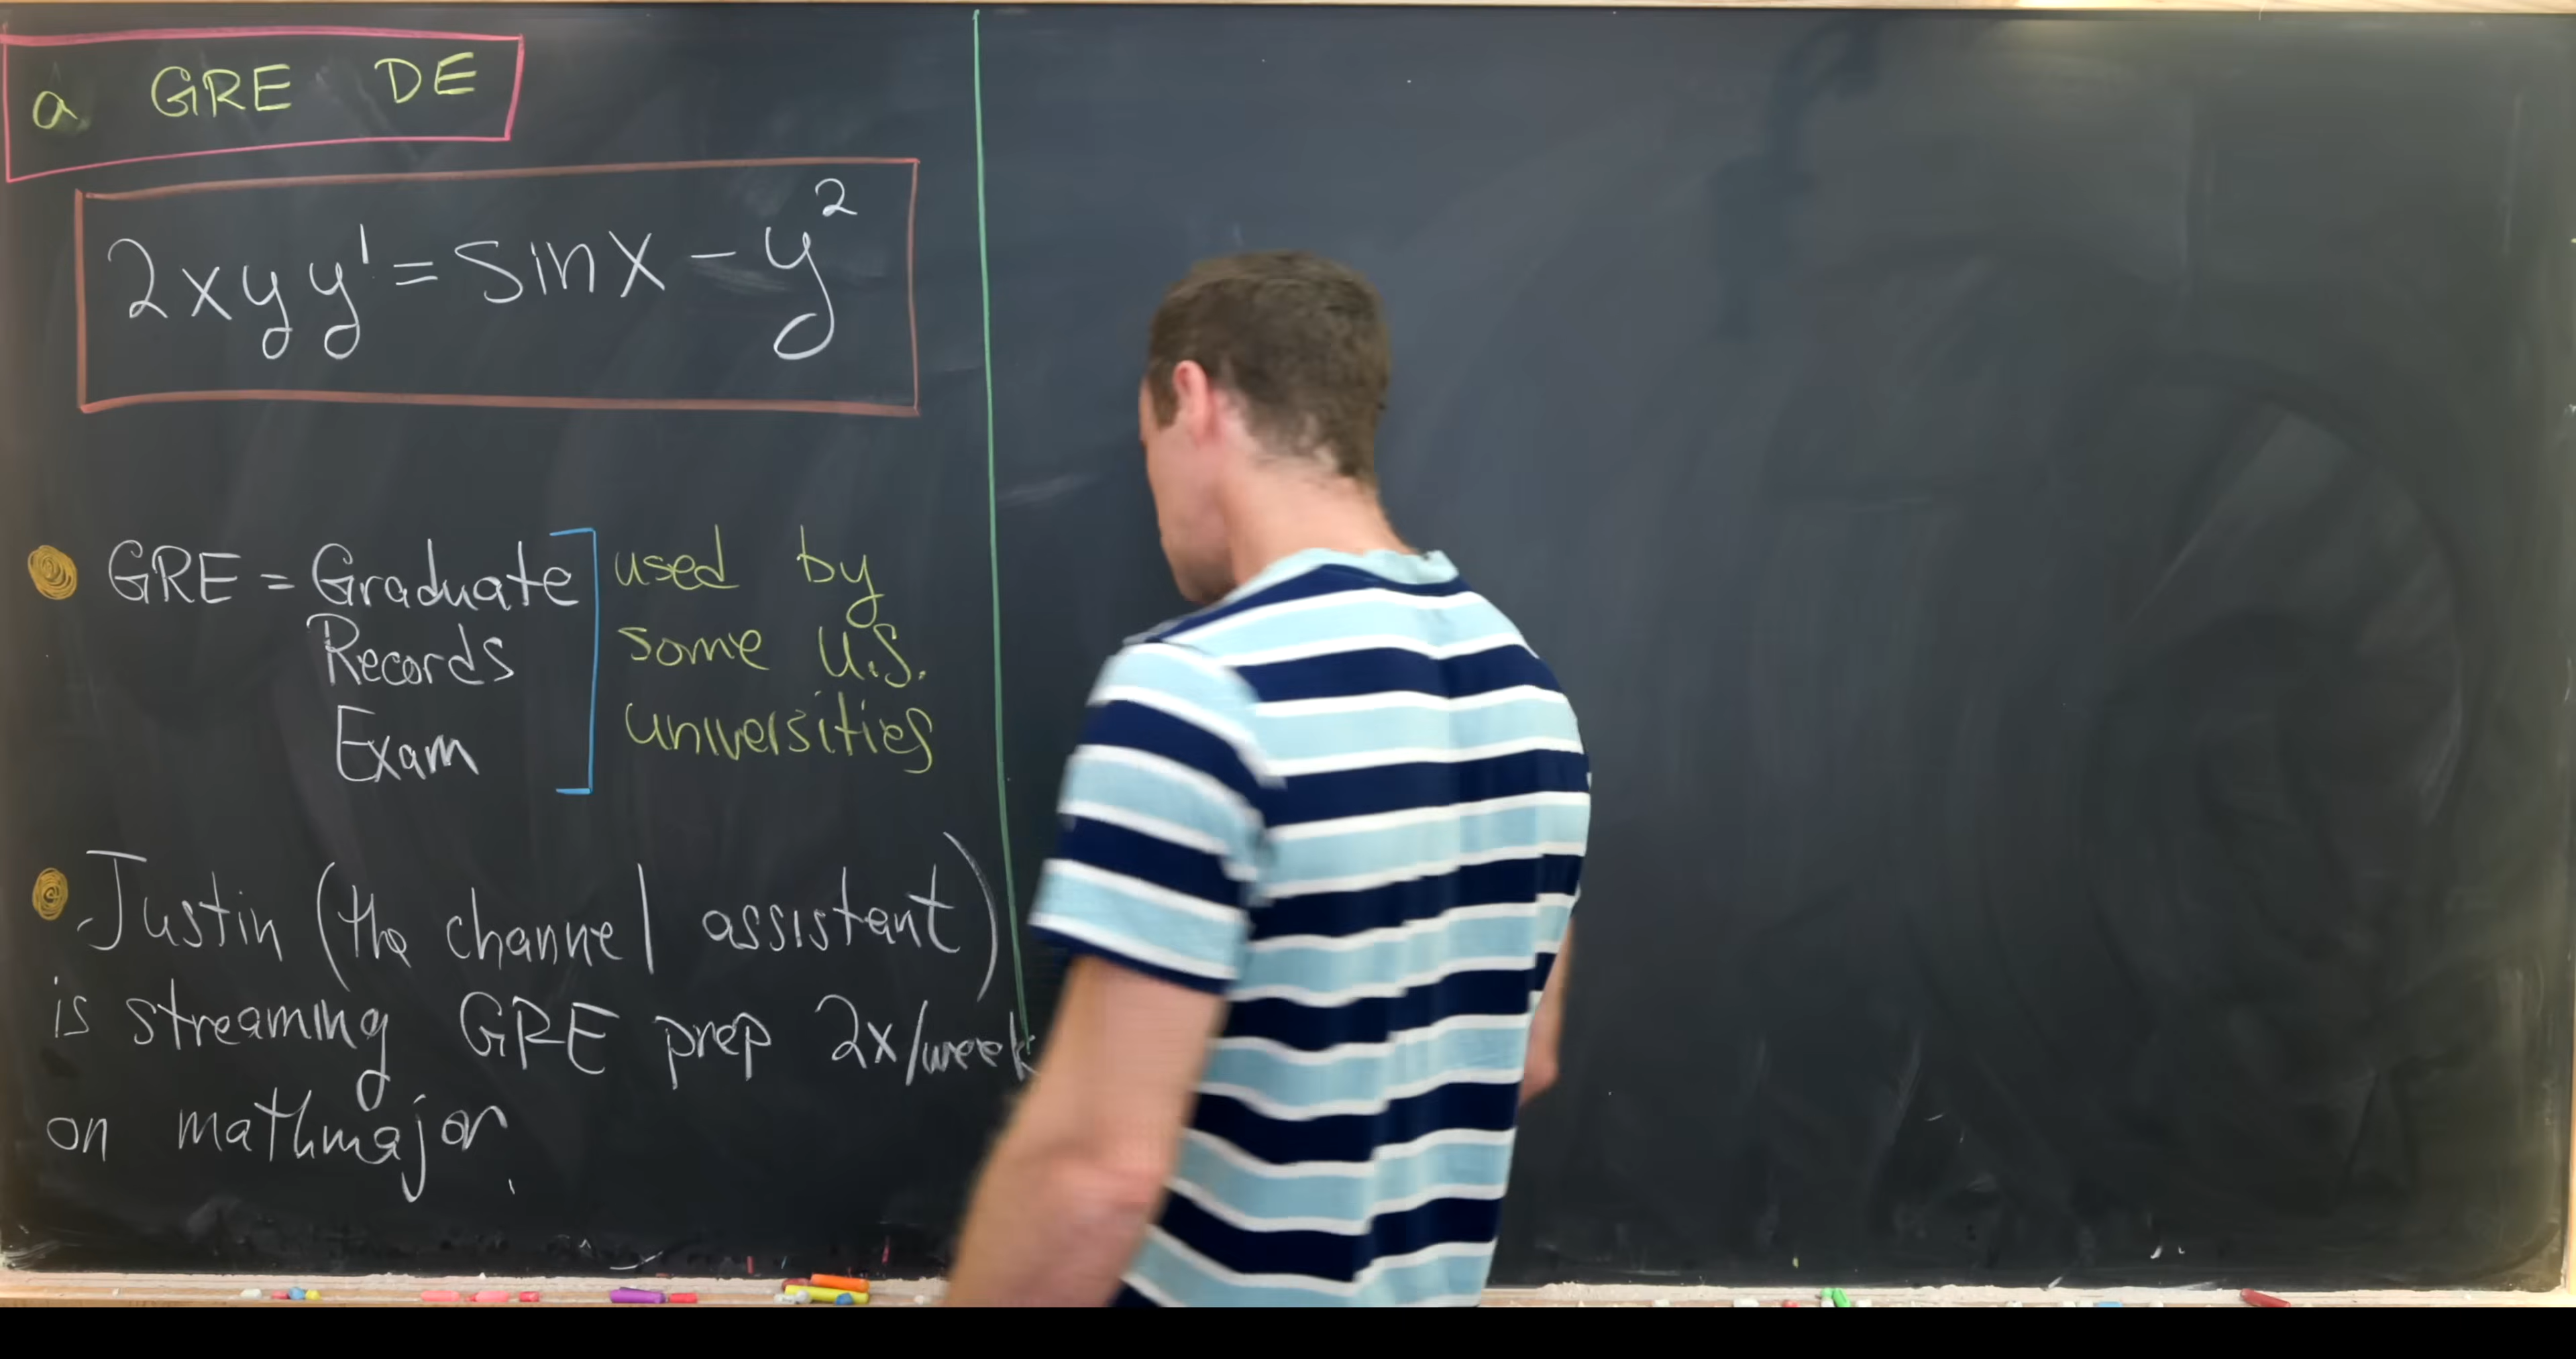 a GRE DE
2xyy' = sinx - y²
GRE = Graduate
Records
Exam
used by
some U.S.
universities
Justin (the channel assistant)
is streaming GRE prep 2x/week
on mathmajor.